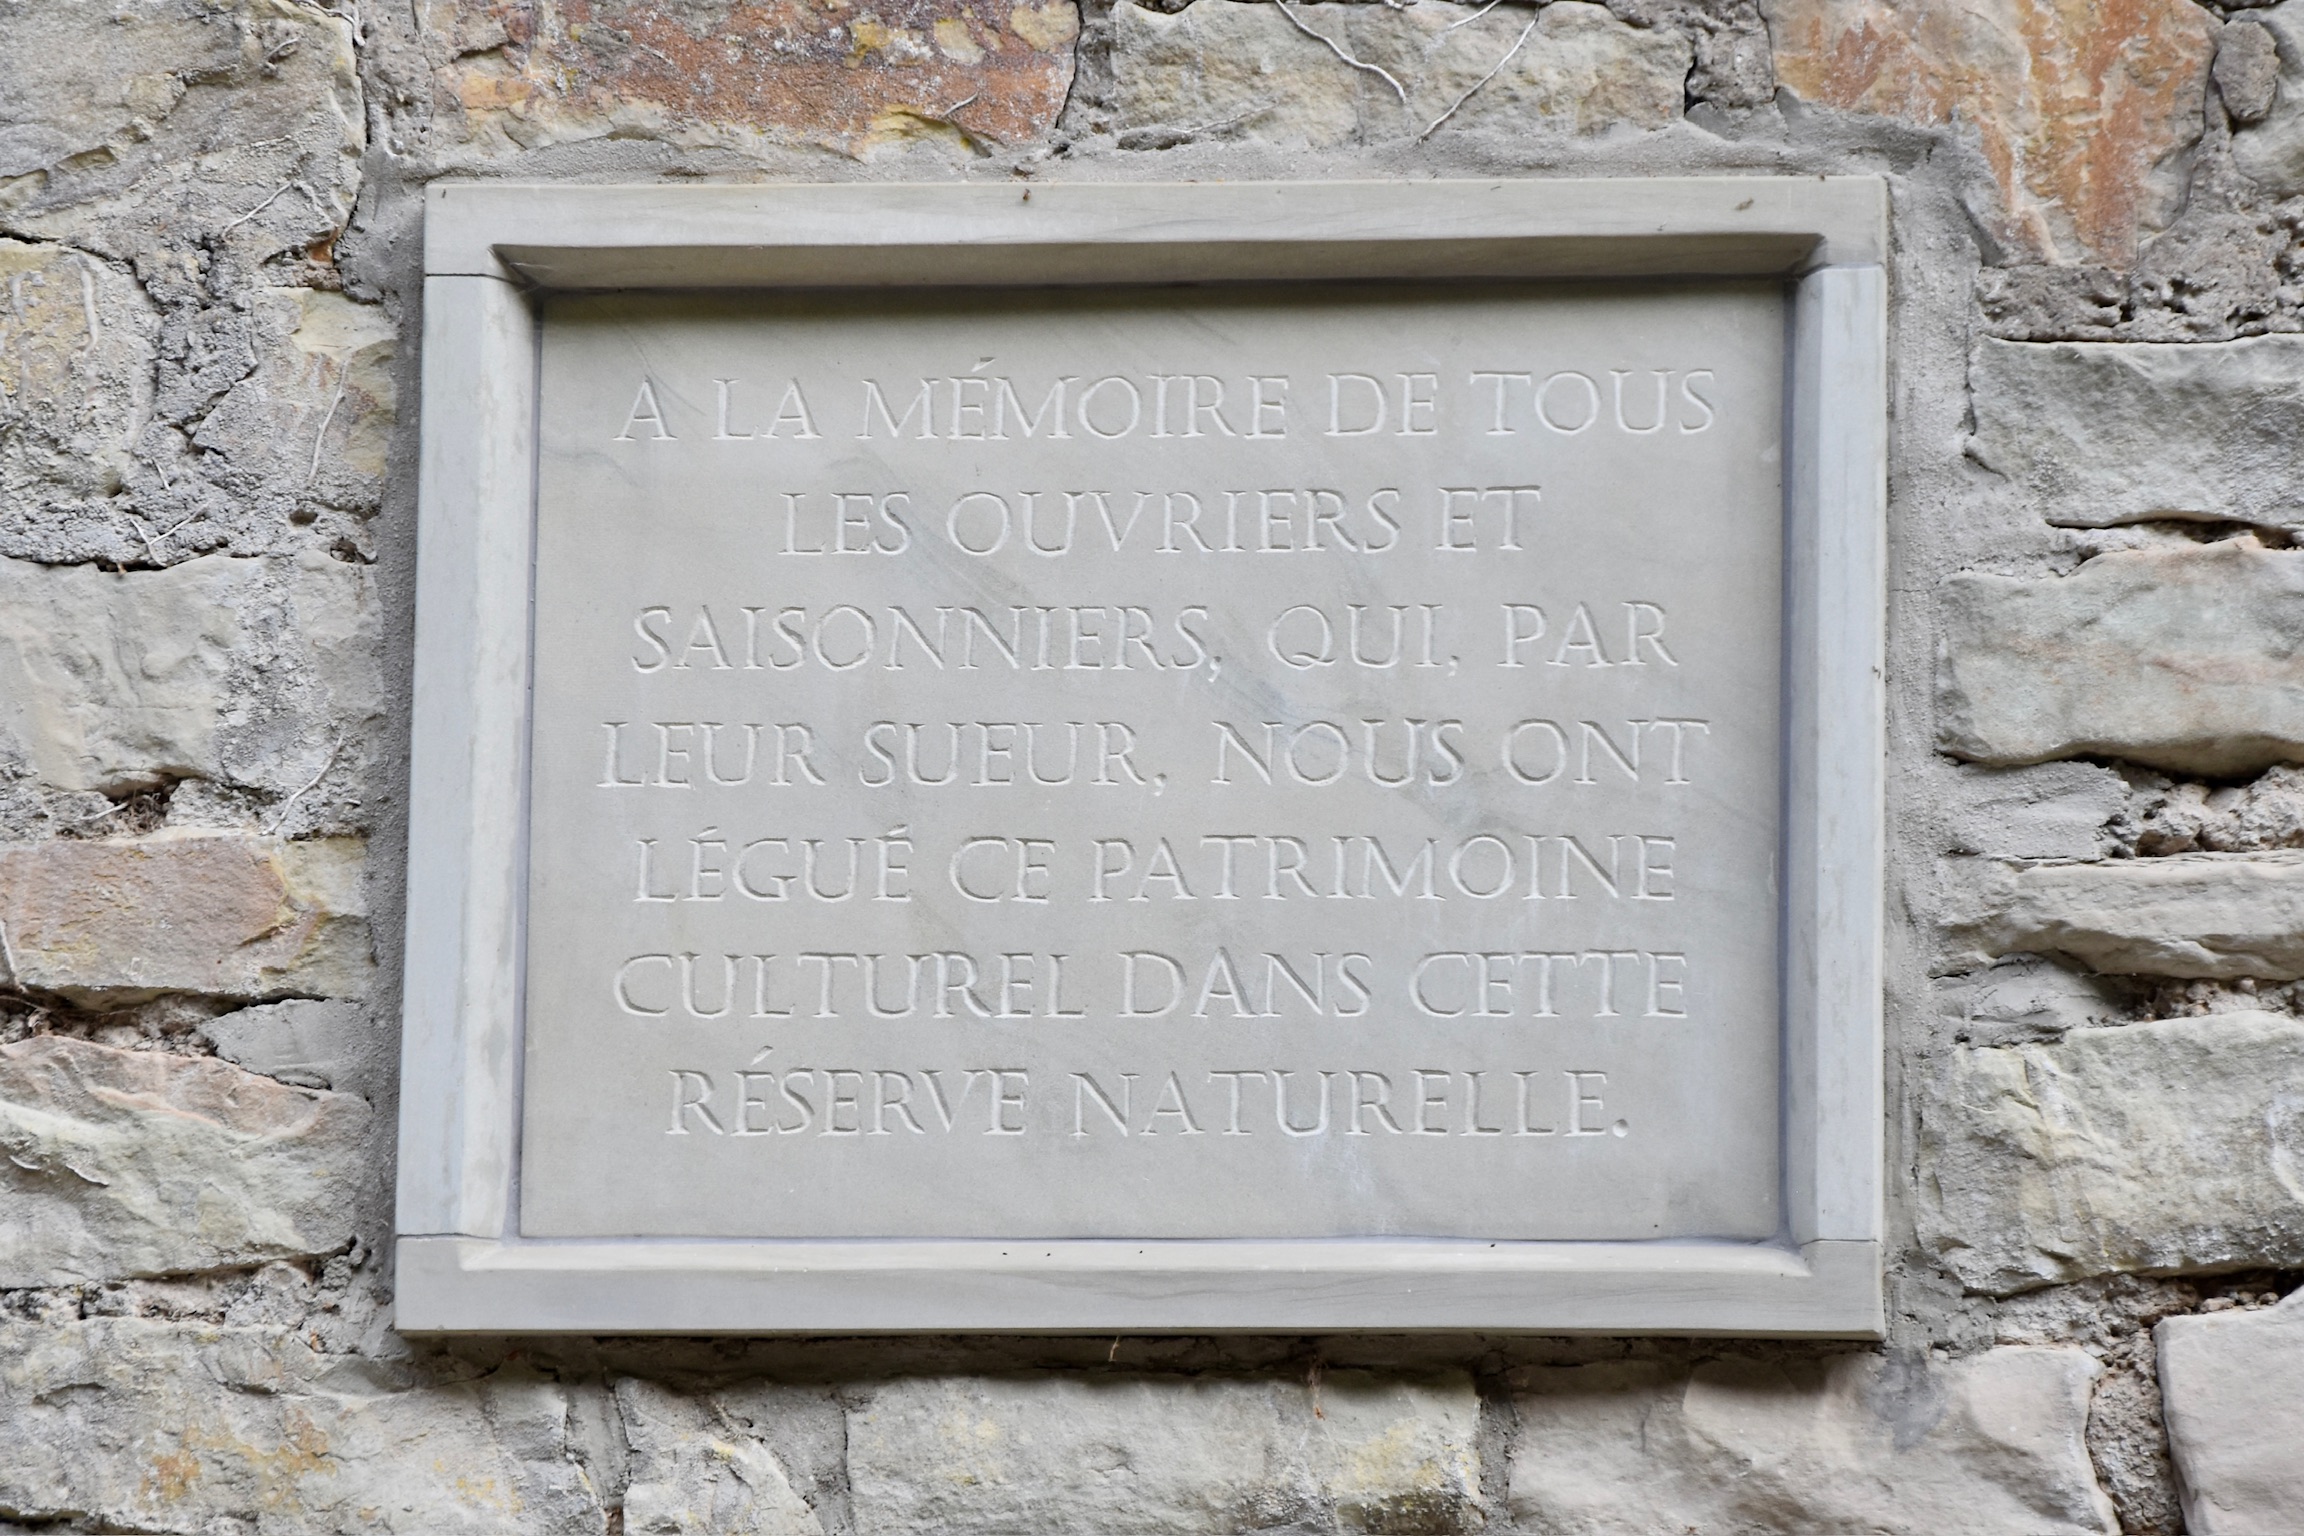 A LA MÉMOIRE DE TOUS
LES OUVRIERS ET
SAISONNIERS, QUI, PAR
LEUR SUEUR, NOUS ONT
LÉGUÉ CE PATRIMOINE
CULTUREL DANS CETTE
RÉSERVE NATURELLE.